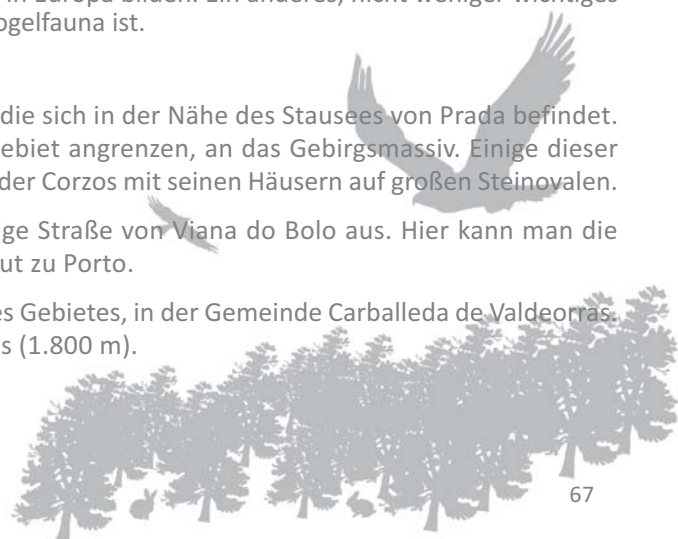 in Europa bilden. Ein anderes, nicht weniger wichtiges
ogelfauna ist.
die sich in der Nähe des Stausees von Prada befindet.
ebiet angrenzen, an das Gebirgsmassiv. Einige dieser
der Corzos mit seinen Häusern auf großen Steinovalen.
ige Straße von Viana do Bolo aus. Hier kann man die
ut zu Porto.
es Gebietes, in der Gemeinde Carballeda de Valdeorras.
s (1.800 m).
67